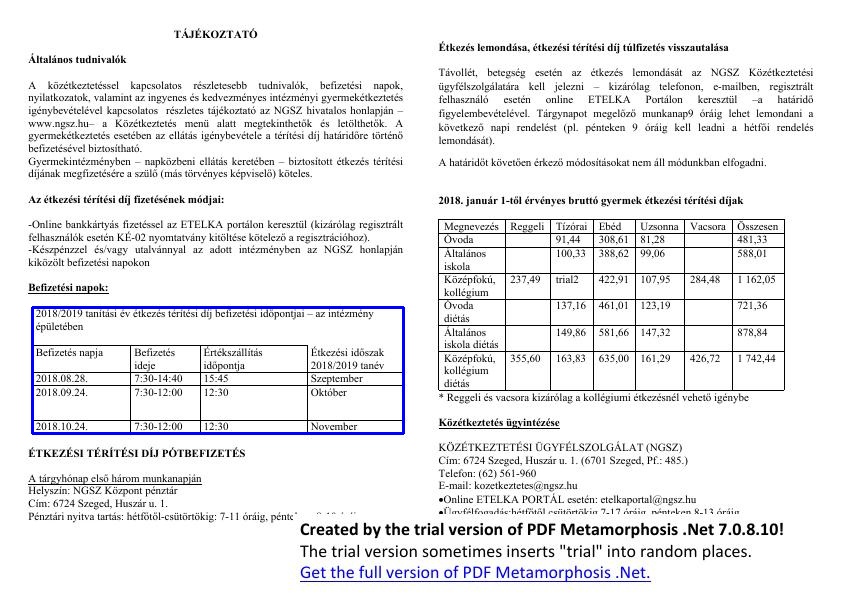 TÁJÉKOZTATÓ
Általános tudnivalók
A közétkeztetéssel kapcsolatos részletesebb tudnivalók, befizetési napok,
nyilatkozatok, valamint az ingyenes és kedvezményes intézményi gyermekétkeztetés
igénybevételével kapcsolatos részletes tájékoztató az NGSZ hivatalos honlapján –
www.ngsz.hu– a Közétkeztetés menü alatt megtekinthetők és letölthetők. A
gyermekétkeztetés esetében az ellátás igénybevétele a térítési díj határidőre történő
befizetésével biztosítható.
Gyermekintézményben – napközbeni ellátás keretében – biztosított étkezés térítési
díjának megfizetésére a szülő (más törvényes képviselő) köteles.
Az étkezési térítési díj fizetésének módjai:
-Online bankkártyás fizetéssel az ETELKA portálon keresztül (kizárólag regisztrált
felhasználók esetén KÉ-02 nyomtatvány kitöltése kötelező a regisztrációhoz).
-Készpénzzel és/vagy utalvánnyal az adott intézményben az NGSZ honlapján
kiközölt befizetési napokon
Befizetési napok:
2018/2019 tanítási év étkezés térítési díj befizetési időpontjai – az intézmény
épületében
Befizetés napja Befizetés ideje Értékszállítás időpontja Étkezési időszak 2018/2019 tanév
2018.08.28. 7:30-14:40 15:45 Szeptember
2018.09.24. 7:30-12:00 12:30 Október
2018.10.24. 7:30-12:00 12:30 November
ÉTKEZÉSI TÉRÍTÉSI DÍJ PÓTBEFIZETÉS
A tárgyhónap első három munkanapján
Helyszín: NGSZ Központ pénztár
Cím: 6724 Szeged, Huszár u. 1.
Pénztári nyitva tartás: hétfőtől-csütörtökig: 7-11 óráig,
Étkezés lemondása, étkezési térítési díj túlfizetés visszautalása
Távollét, betegség esetén az étkezés lemondását az NGSZ Közétkeztetési
ügyfélszolgálatára kell jelezni – kizárólag telefonon, e-mailben, regisztrált
felhasználó esetén online ETELKA Portálon keresztül –a határidő
figyelembevételével. Tárgynapot megelőző munkanap9 óráig lehet lemondani a
következő napi rendelést (pl. pénteken 9 óráig kell leadni a hétfői rendelés
lemondását).
A határidőt követően érkező módosításokat nem áll módunkban elfogadni.
2018. január 1-től érvényes bruttó gyermek étkezési térítési díjak
Megnevezés Reggeli Tízórai Ebéd Uzsonna Vacsora Összesen
Óvoda 91,44 308,61 81,28 481,33
Általános iskola 100,33 388,62 99,06 588,01
Középfokú, kollégium 237,49 trial2 422,91 107,95 284,48 1 162,05
Óvoda diétás 137,16 461,01 123,19 721,36
Általános iskola diétás 149,86 581,66 147,32 878,84
Középfokú, kollégium diétás 355,60 163,83 635,00 161,29 426,72 1 742,44
* Reggeli és vacsora kizárólag a kollégiumi étkezésnél vehető igénybe
Közétkeztetés ügyintézése
KÖZÉTKEZTETÉSI ÜGYFÉLSZOLGÁLAT (NGSZ)
Cím: 6724 Szeged, Huszár u. 1. (6701 Szeged, Pf.: 485.)
Telefon: (62) 561-960
E-mail: kozetkeztetes@ngsz.hu
•Online ETELKA PORTÁL esetén: etelkaportal@ngsz.hu
•Ügyfélfogadás:hétfőtől csütörtökig 7-17 óráig, pénteken 8-13 óráig
Created by the trial version of PDF Metamorphosis .Net 7.0.8.10!
The trial version sometimes inserts "trial" into random places.
Get the full version of PDF Metamorphosis .Net.